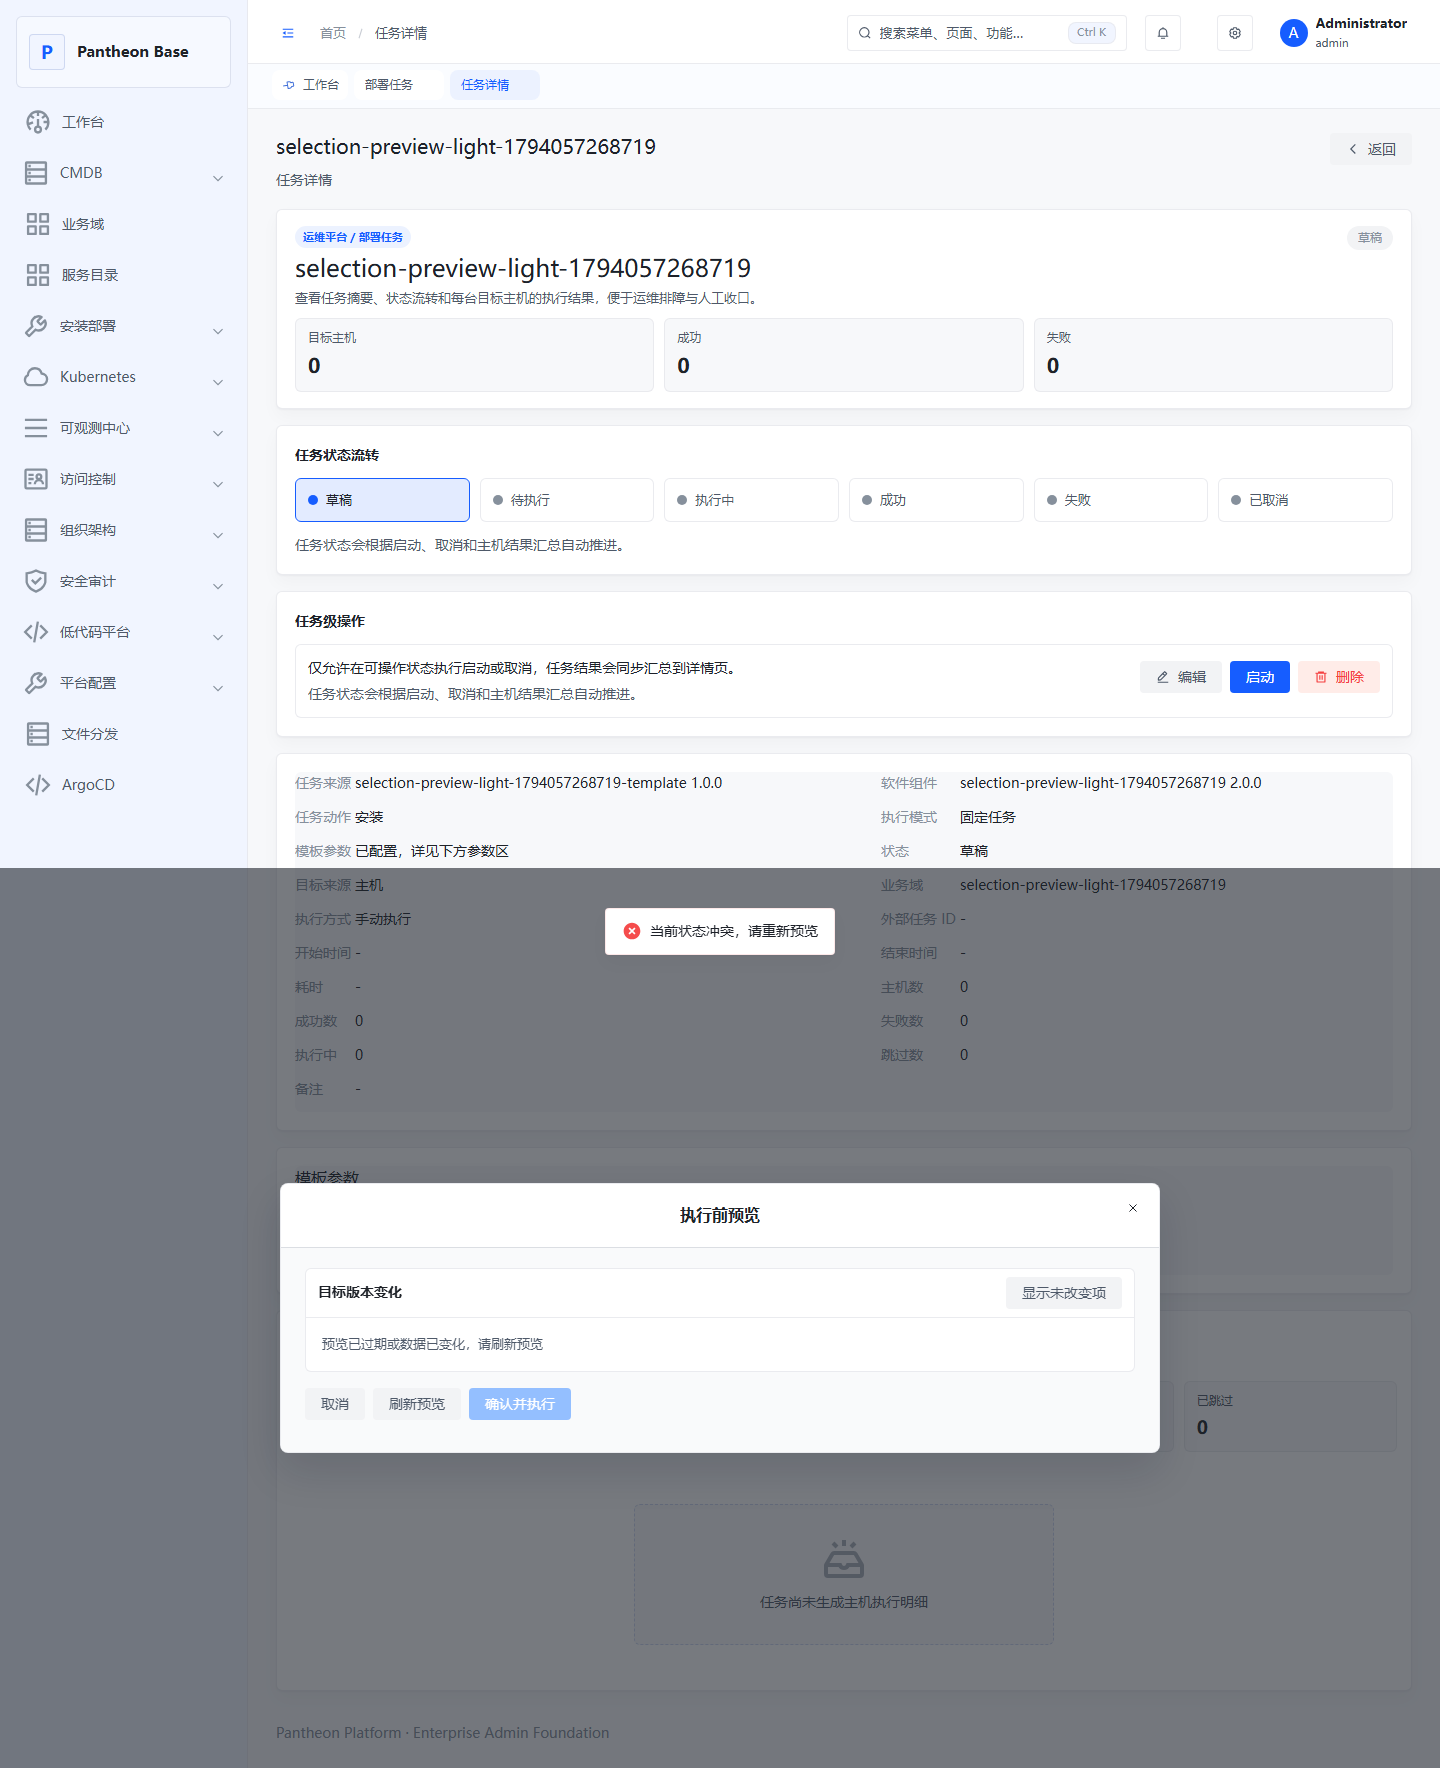 P Pantheon Base
工作台
CMDB
业务域
服务目录
安装部署
Kubernetes
可观测中心
访问控制
组织架构
安全审计
低代码平台
平台配置
文件分发
ArgoCD
首页 / 任务详情
搜索菜单、页面、功能... Ctrl K
A Administrator
admin
工作台 部署任务 任务详情
selection-preview-light-1794057268719
任务详情
返回
运维平台 / 部署任务
草稿
selection-preview-light-1794057268719
查看任务摘要、状态流转和每台目标主机的执行结果，便于运维排障与人工收口。
目标主机 成功 失败
0 0 0
任务状态流转
草稿 待执行 执行中 成功 失败 已取消
任务状态会根据启动、取消和主机结果汇总自动推进。
任务级操作
仅允许在可操作状态执行启动或取消，任务结果会同步汇总到详情页。
任务状态会根据启动、取消和主机结果汇总自动推进。
编辑 启动 删除
任务来源 selection-preview-light-1794057268719-template 1.0.0 软件组件 selection-preview-light-1794057268719 2.0.0
任务动作 安装 执行模式 固定任务
模板参数 已配置，详见下方参数区 状态 草稿
目标来源 主机 业务域 selection-preview-light-1794057268719
执行方式 手动执行 外部任务 ID -
当前状态冲突，请重新预览
开始时间 - 结束时间 -
耗时 - 主机数 0
成功数 0 失败数 0
执行中 0 跳过数 0
备注 -
模板参数
执行前预览
目标版本变化 显示未改变项
预览已过期或数据已变化，请刷新预览
取消 刷新预览 确认并执行
已跳过
0
任务尚未生成主机执行明细
Pantheon Platform · Enterprise Admin Foundation